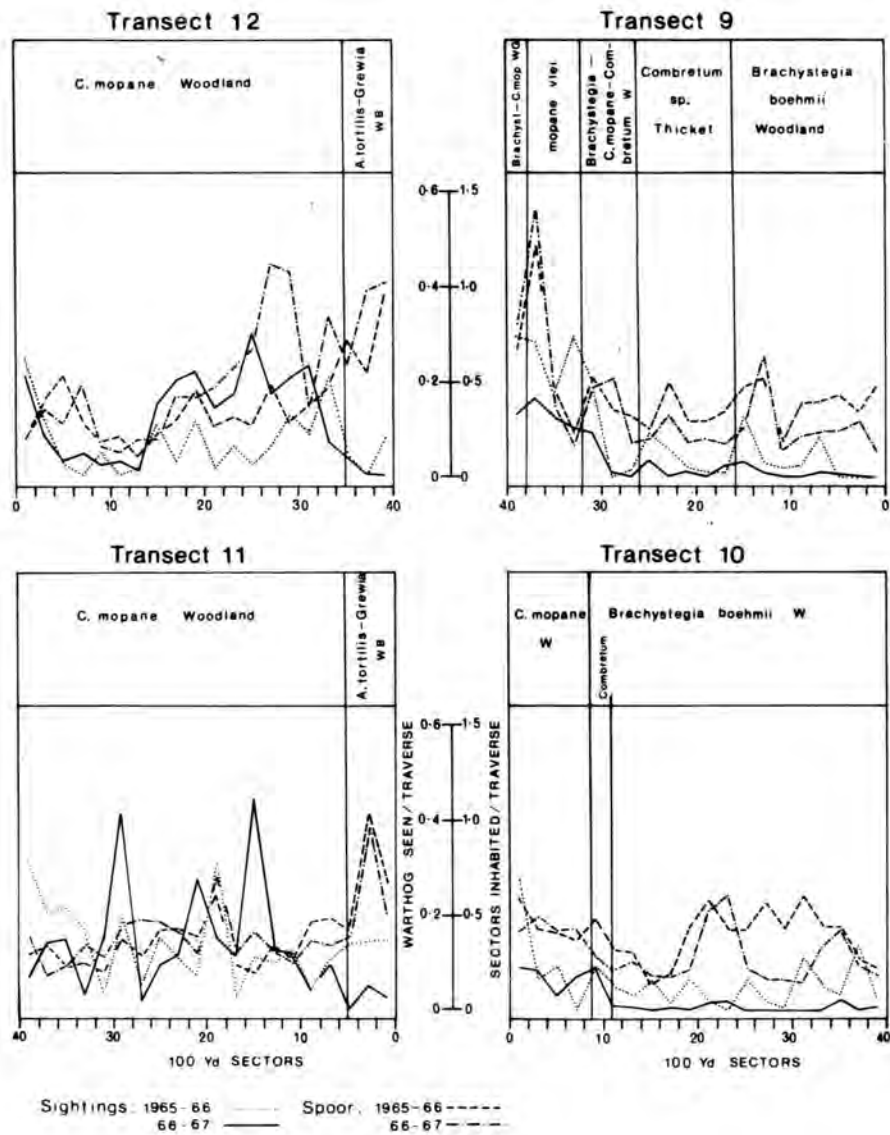 Transect 12
C. mopane Woodland
A.tortilis-Grewia
WB
Transect 9
Brachyst-C.mop WG
mopane vlei
Brachystegia —
C.mopane-Com-
bretum W
Combretum
sp.
Thicket
Brachystegia
boehmii
Woodland
0·6 1·5
0·4 1·0
0·2 0·5
0 0
0 10 20 30 40
40 30 20 10 0
Transect 11
C. mopane Woodland
A.tortilis-Grewia
WB
Transect 10
C. mopane
W
Combretum
Brachystegia boehmii W
WARTHOG SEEN/TRAVERSE
SECTORS INHABITED/TRAVERSE
0·6 1·5
0·4 1·0
0·2 0·5
0 0
40 30 20 10 0
0 10 20 30 40
100 Yd SECTORS
100 Yd SECTORS
Sightings: 1965-66 Spoor: 1965-66
66-67 66-67